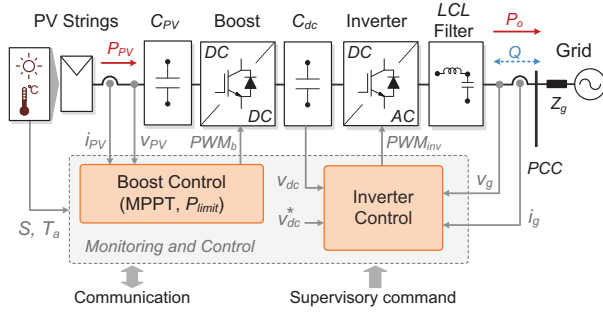 PV Strings
C_PV
Boost
C_dc
Inverter
LCL
Filter
P_o
Q
Grid
P_PV
°C
DC
DC
DC
AC
Z_g
PCC
i_PV
v_PV
PWM_b
PWM_inv
v_dc
v_dc^*
v_g
i_g
Boost Control
(MPPT, P_limit)
Inverter
Control
S, T_a
Monitoring and Control
Communication
Supervisory command